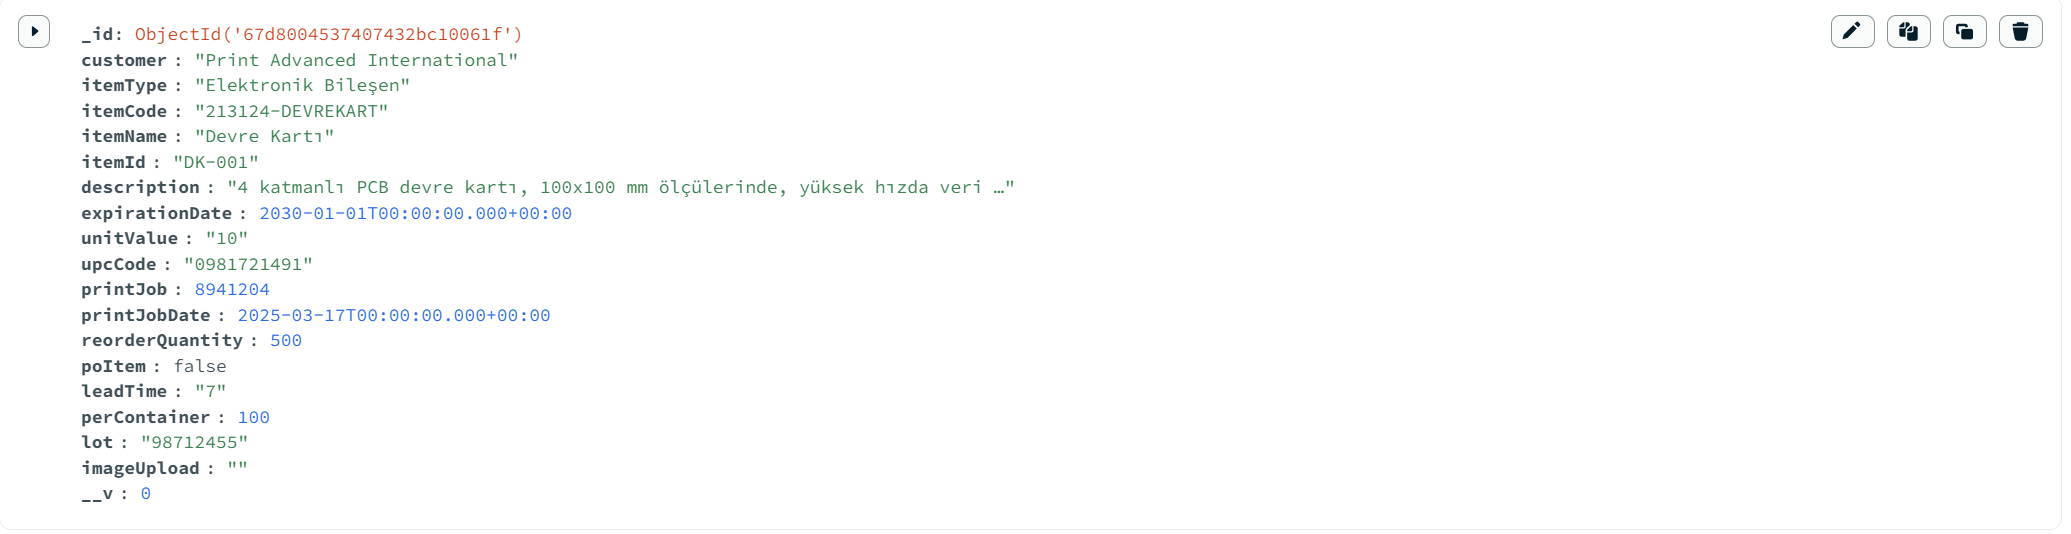 _id: ObjectId('67d8004537407432bc10061f')
customer : "Print Advanced International"
itemType : "Elektronik Bileşen"
itemCode : "213124-DEVREKART"
itemName : "Devre Kartı"
itemId : "DK-001"
description : "4 katmanlı PCB devre kartı, 100x100 mm ölçülerinde, yüksek hızda veri …"
expirationDate : 2030-01-01T00:00:00.000+00:00
unitValue : "10"
upcCode : "0981721491"
printJob : 8941204
printJobDate : 2025-03-17T00:00:00.000+00:00
reorderQuantity : 500
poItem : false
leadTime : "7"
perContainer : 100
lot : "98712455"
imageUpload : ""
__v : 0